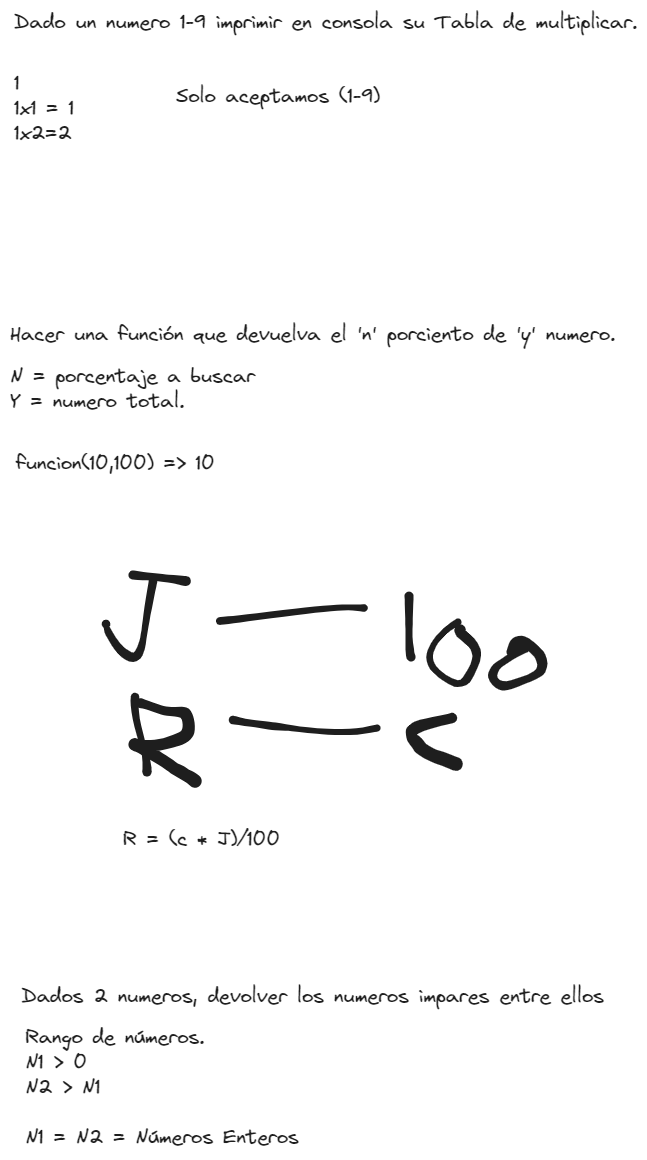 Dado un numero 1-9 imprimir en consola su Tabla de multiplicar.
1
1x1 = 1
1x2=2
Solo aceptamos (1-9)
Hacer una función que devuelva el 'n' porciento de 'y' numero.
N = porcentaje a buscar
Y = numero total.
funcion(10,100) => 10
J — 100
R — c
R = (c * J)/100
Dados 2 numeros, devolver los numeros impares entre ellos
Rango de números.
N1 > 0
N2 > N1
N1 = N2 = Números Enteros